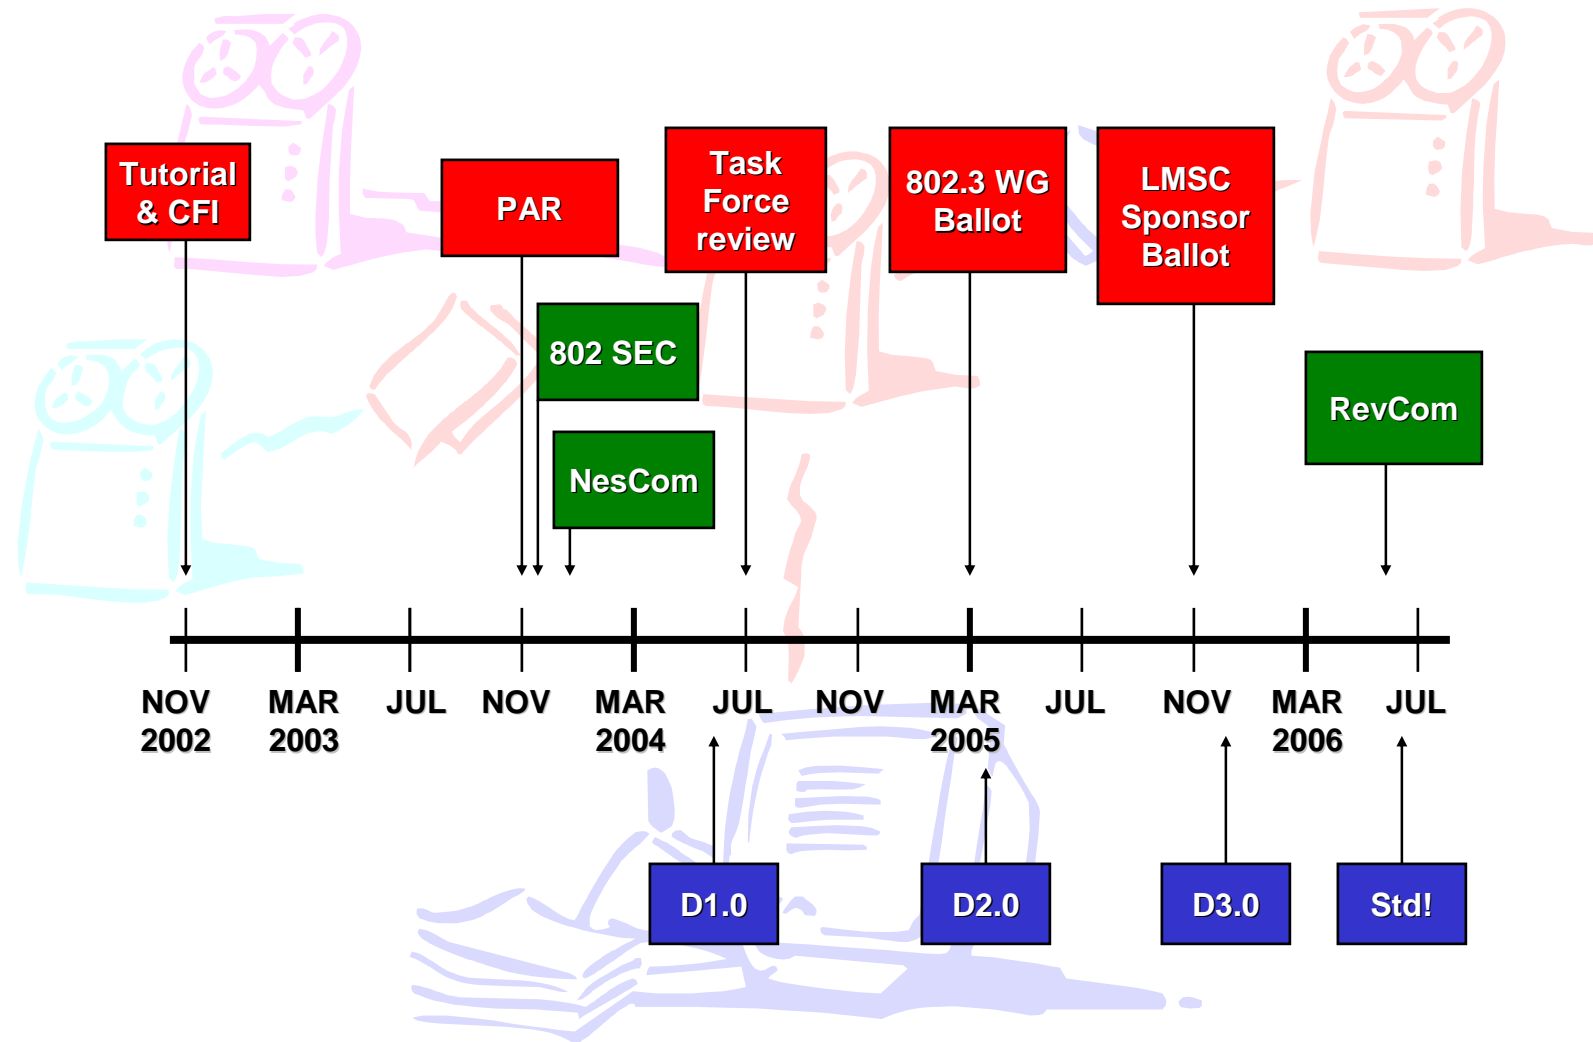 Tutorial
& CFI
PAR
Task
Force
review
802.3 WG
Ballot
LMSC
Sponsor
Ballot
802 SEC
NesCom
RevCom
NOV MAR JUL NOV MAR JUL NOV MAR JUL NOV MAR JUL
2002 2003 2004 2005 2006
D1.0 D2.0 D3.0 Std!